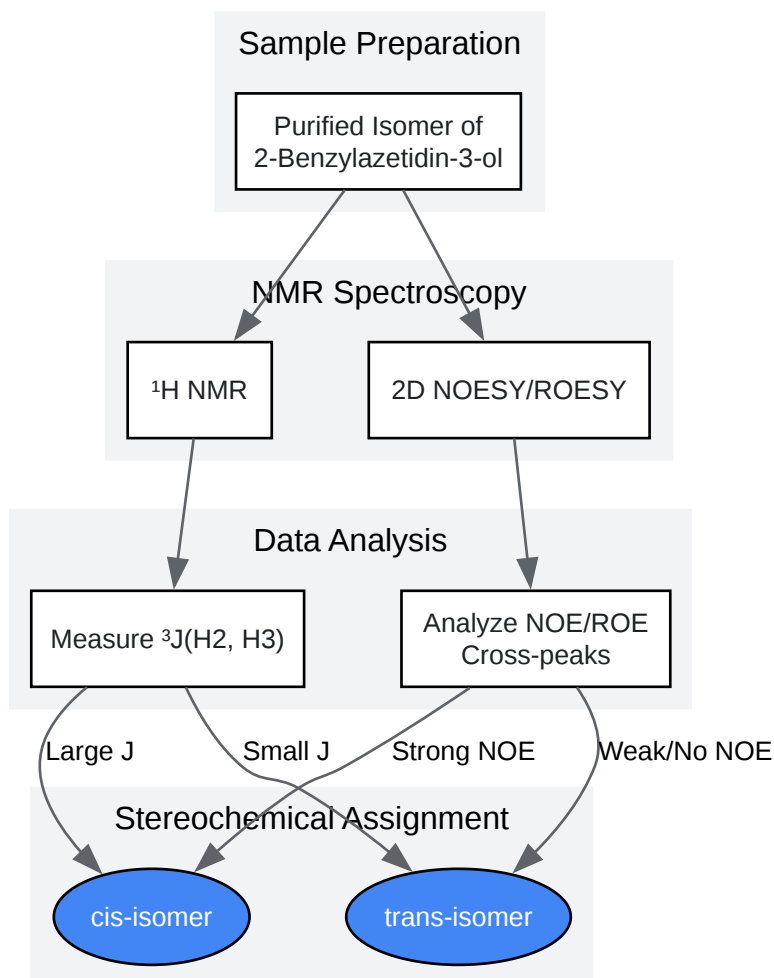 Sample Preparation
Purified Isomer of
2-Benzylazetidin-3-ol
NMR Spectroscopy
¹H NMR
2D NOESY/ROESY
Data Analysis
Measure ³J(H2, H3)
Analyze NOE/ROE
Cross-peaks
Large J
Small J
Strong NOE
Weak/No NOE
Stereochemical Assignment
cis-isomer
trans-isomer